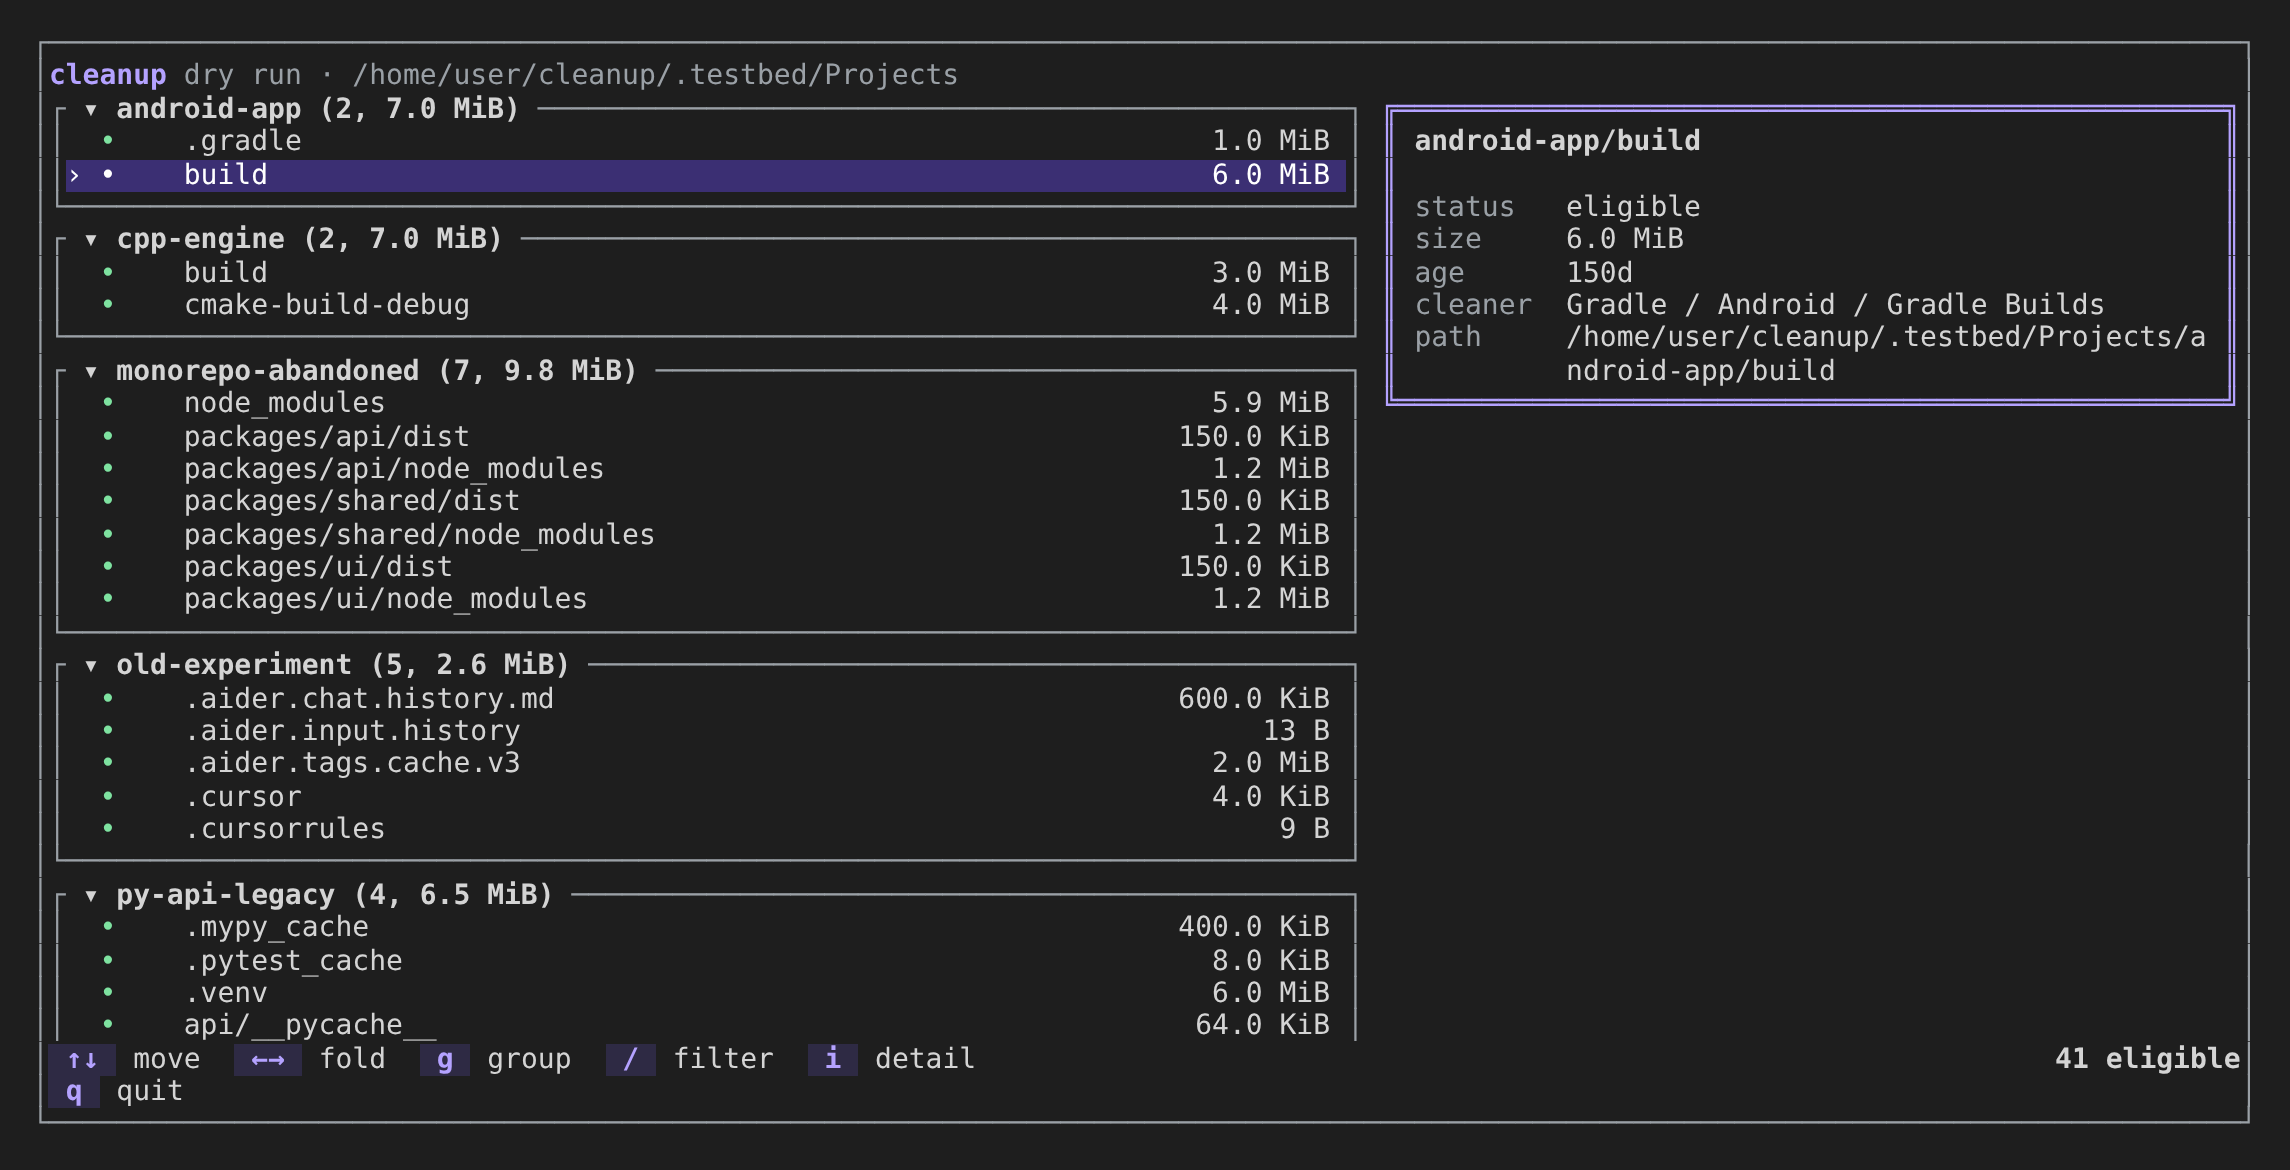 cleanup dry run · /home/user/cleanup/.testbed/Projects
▾ android-app (2, 7.0 MiB)
• .gradle 1.0 MiB
› • build 6.0 MiB
▾ cpp-engine (2, 7.0 MiB)
• build 3.0 MiB
• cmake-build-debug 4.0 MiB
▾ monorepo-abandoned (7, 9.8 MiB)
• node_modules 5.9 MiB
• packages/api/dist 150.0 KiB
• packages/api/node_modules 1.2 MiB
• packages/shared/dist 150.0 KiB
• packages/shared/node_modules 1.2 MiB
• packages/ui/dist 150.0 KiB
• packages/ui/node_modules 1.2 MiB
▾ old-experiment (5, 2.6 MiB)
• .aider.chat.history.md 600.0 KiB
• .aider.input.history 13 B
• .aider.tags.cache.v3 2.0 MiB
• .cursor 4.0 KiB
• .cursorrules 9 B
▾ py-api-legacy (4, 6.5 MiB)
• .mypy_cache 400.0 KiB
• .pytest_cache 8.0 KiB
• .venv 6.0 MiB
• api/__pycache__ 64.0 KiB
android-app/build
status eligible
size 6.0 MiB
age 150d
cleaner Gradle / Android / Gradle Builds
path /home/user/cleanup/.testbed/Projects/a
ndroid-app/build
↑↓ move ←→ fold g group / filter i detail 41 eligible
q quit